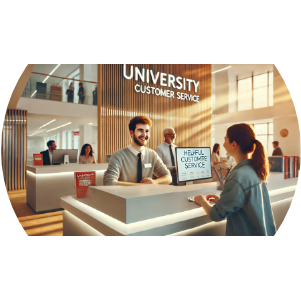 UNIVERSITY
CUSTOMER SERVICE
HELPFUL
CUSTOMER
SERVICE